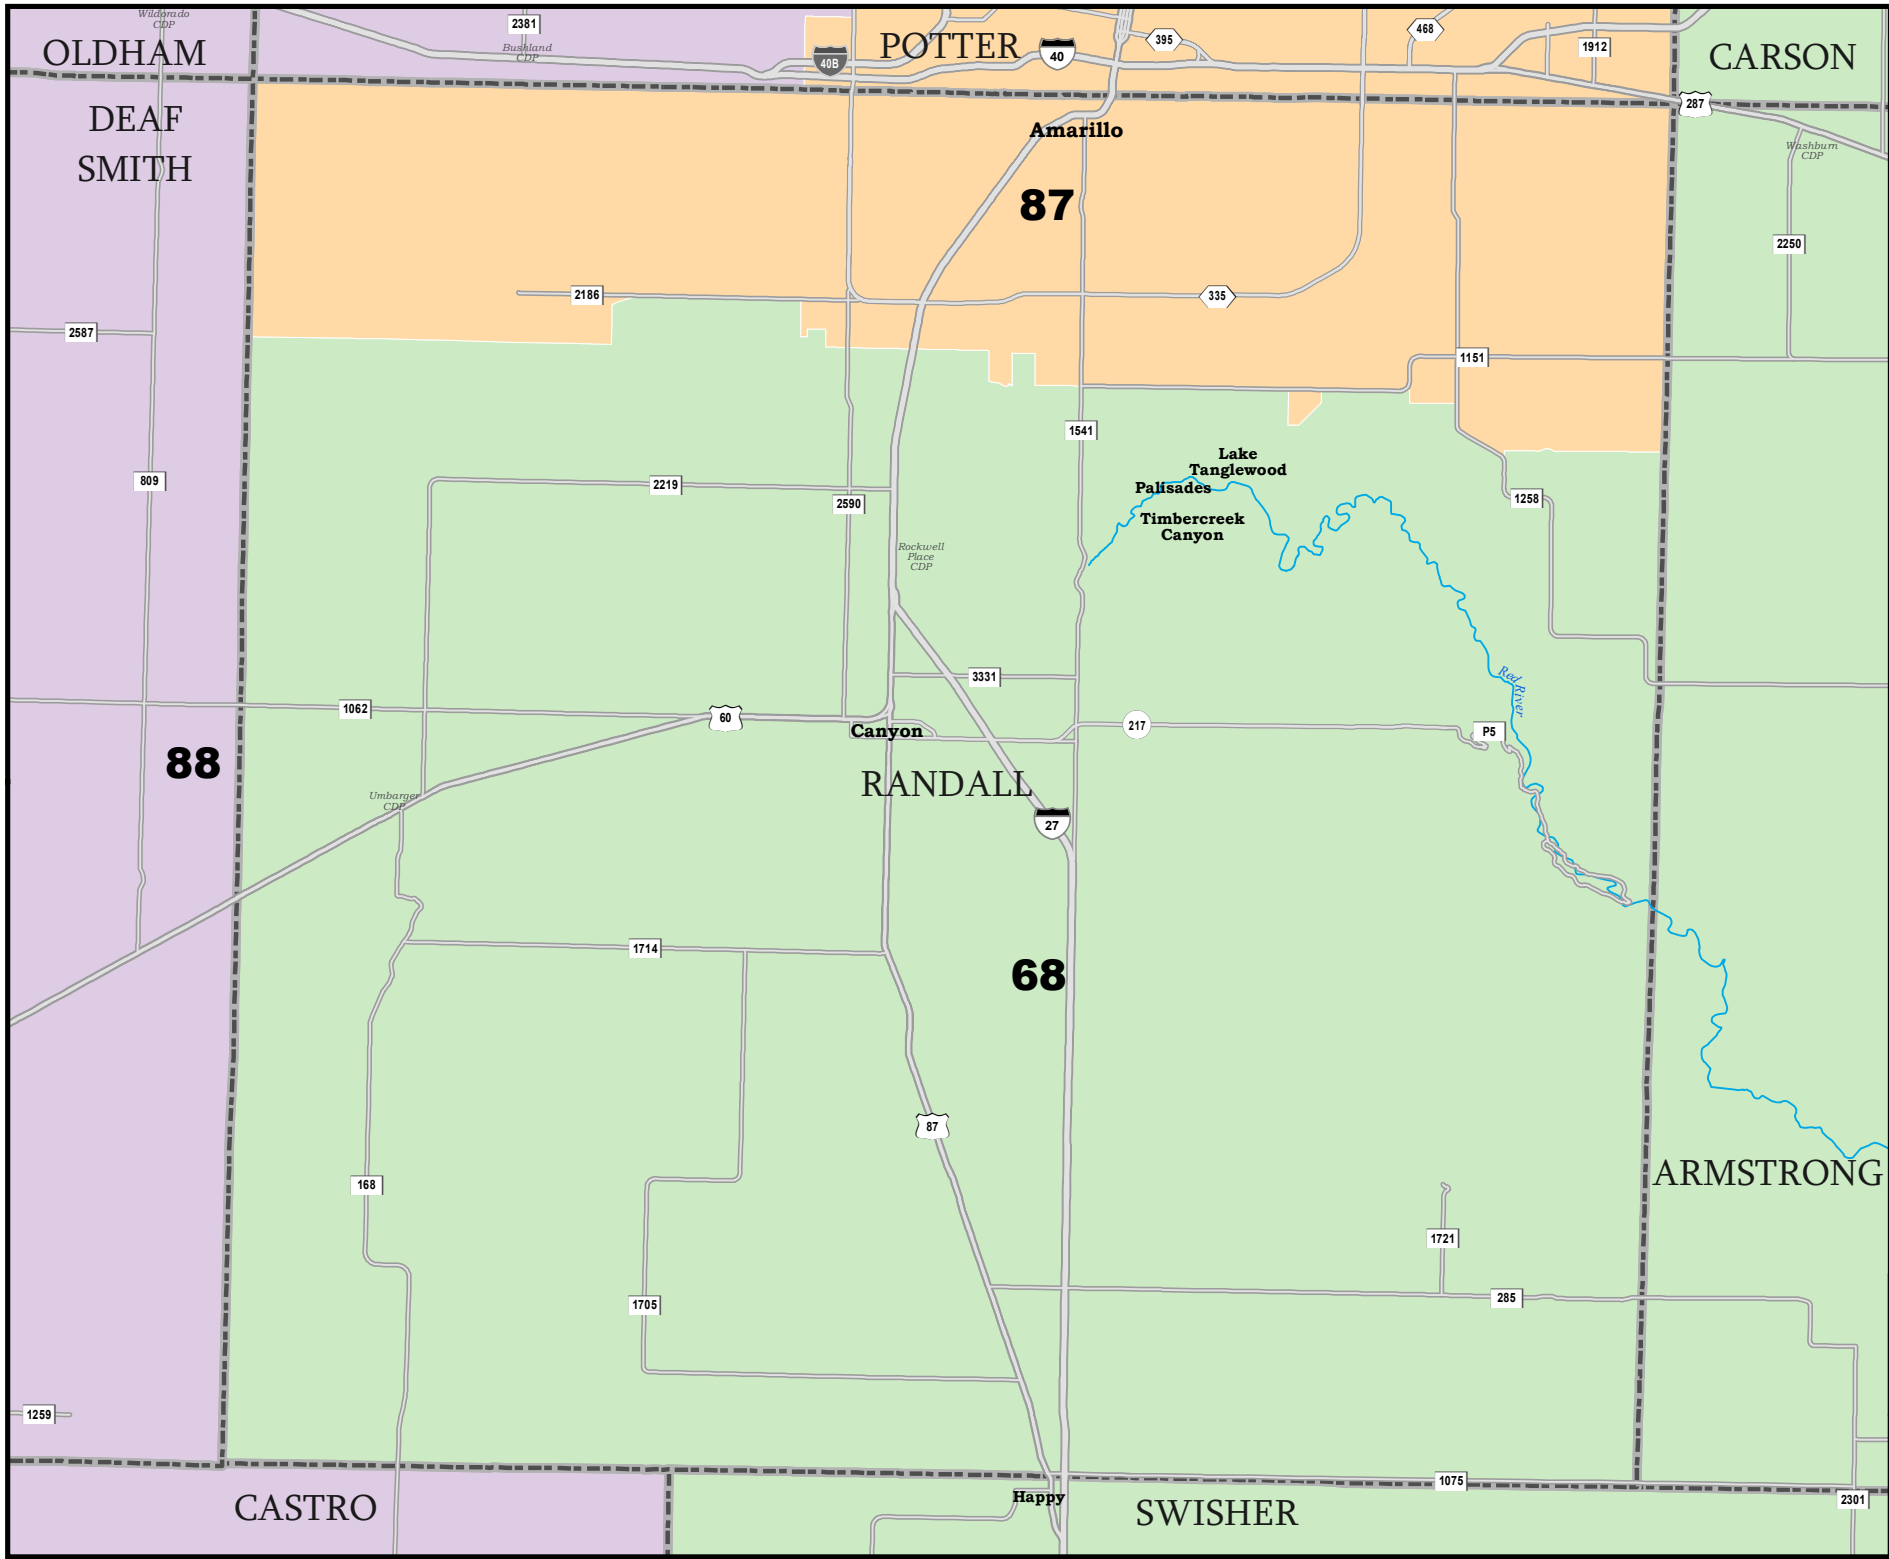 Wildorado
CDP
2381
Bushland
CDP
OLDHAM
POTTER
40B
40
395
468
1912
CARSON
287
DEAF
SMITH
Amarillo
Washburn
CDP
87
2250
2186
335
2587
1151
1541
Lake
Tanglewood
Palisades
Timbercreek
Canyon
809
2219
2590
1258
Rockwell
Place
CDP
3331
Red River
1062
60
217
P5
Canyon
88
RANDALL
Umbarger
CDP
27
1714
68
87
ARMSTRONG
168
1721
1705
285
1259
1075
Happy
CASTRO
SWISHER
2301